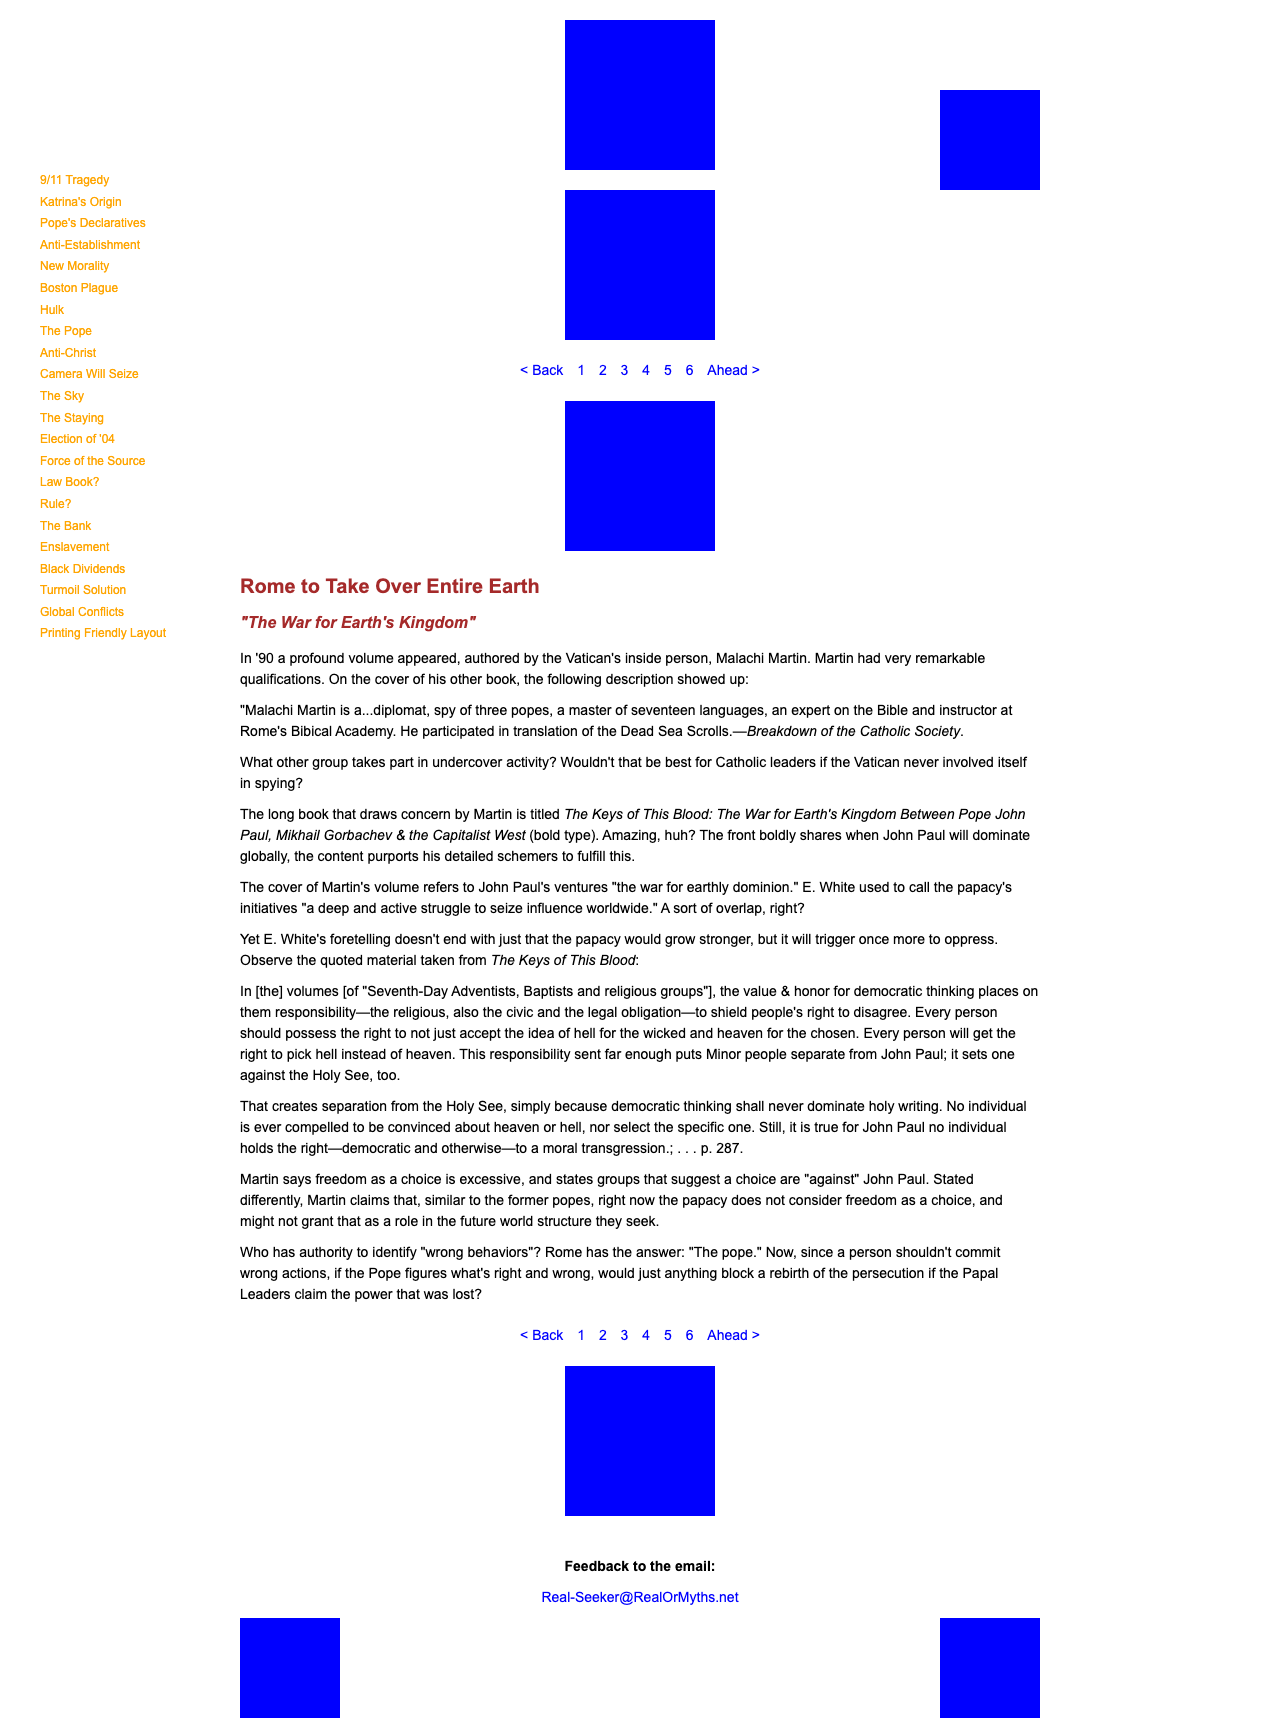 9/11 Tragedy
Katrina's Origin
Pope's Declaratives
Anti-Establishment
New Morality
Boston Plague
Hulk
The Pope
Anti-Christ
Camera Will Seize
The Sky
The Staying
Election of '04
Force of the Source
Law Book?
Rule?
The Bank
Enslavement
Black Dividends
Turmoil Solution
Global Conflicts
Printing Friendly Layout
< Back 1 2 3 4 5 6 Ahead >
Rome to Take Over Entire Earth
"The War for Earth's Kingdom"
In '90 a profound volume appeared, authored by the Vatican's inside person, Malachi Martin. Martin had very remarkable
qualifications. On the cover of his other book, the following description showed up:
"Malachi Martin is a...diplomat, spy of three popes, a master of seventeen languages, an expert on the Bible and instructor at
Rome's Bibical Academy. He participated in translation of the Dead Sea Scrolls.—Breakdown of the Catholic Society.
What other group takes part in undercover activity? Wouldn't that be best for Catholic leaders if the Vatican never involved itself
in spying?
The long book that draws concern by Martin is titled The Keys of This Blood: The War for Earth's Kingdom Between Pope John
Paul, Mikhail Gorbachev & the Capitalist West (bold type). Amazing, huh? The front boldly shares when John Paul will dominate
globally, the content purports his detailed schemers to fulfill this.
The cover of Martin's volume refers to John Paul's ventures "the war for earthly dominion." E. White used to call the papacy's
initiatives "a deep and active struggle to seize influence worldwide." A sort of overlap, right?
Yet E. White's foretelling doesn't end with just that the papacy would grow stronger, but it will trigger once more to oppress.
Observe the quoted material taken from The Keys of This Blood:
In [the] volumes [of "Seventh-Day Adventists, Baptists and religious groups"], the value & honor for democratic thinking places on
them responsibility—the religious, also the civic and the legal obligation—to shield people's right to disagree. Every person
should possess the right to not just accept the idea of hell for the wicked and heaven for the chosen. Every person will get the
right to pick hell instead of heaven. This responsibility sent far enough puts Minor people separate from John Paul; it sets one
against the Holy See, too.
That creates separation from the Holy See, simply because democratic thinking shall never dominate holy writing. No individual
is ever compelled to be convinced about heaven or hell, nor select the specific one. Still, it is true for John Paul no individual
holds the right—democratic and otherwise—to a moral transgression.; . . . p. 287.
Martin says freedom as a choice is excessive, and states groups that suggest a choice are "against" John Paul. Stated
differently, Martin claims that, similar to the former popes, right now the papacy does not consider freedom as a choice, and
might not grant that as a role in the future world structure they seek.
Who has authority to identify "wrong behaviors"? Rome has the answer: "The pope." Now, since a person shouldn't commit
wrong actions, if the Pope figures what's right and wrong, would just anything block a rebirth of the persecution if the Papal
Leaders claim the power that was lost?
< Back 1 2 3 4 5 6 Ahead >
Feedback to the email:
Real-Seeker@RealOrMyths.net